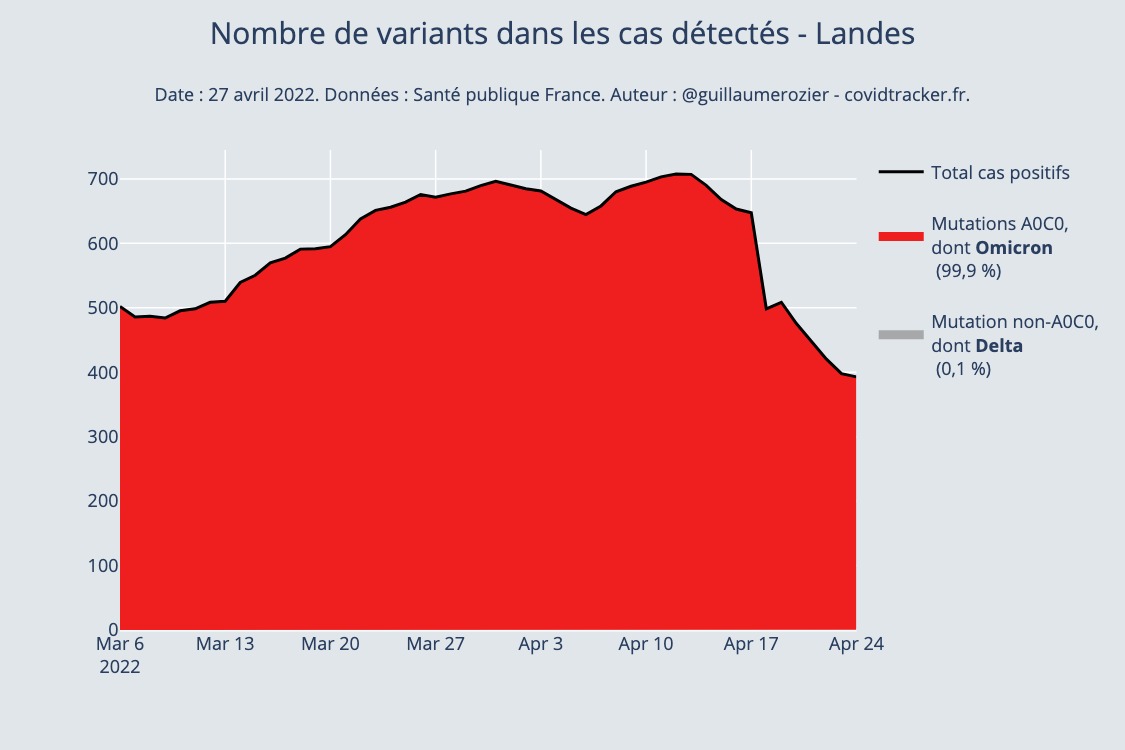 Nombre de variants dans les cas détectés - Landes
Date : 27 avril 2022. Données : Santé publique France. Auteur : @guillaumerozier - covidtracker.fr.
700
600
500
400
300
200
100
0
Mar 6
2022
Mar 13
Mar 20
Mar 27
Apr 3
Apr 10
Apr 17
Apr 24
Total cas positifs
Mutations A0C0,
dont Omicron
(99,9 %)
Mutation non-A0C0,
dont Delta
(0,1 %)